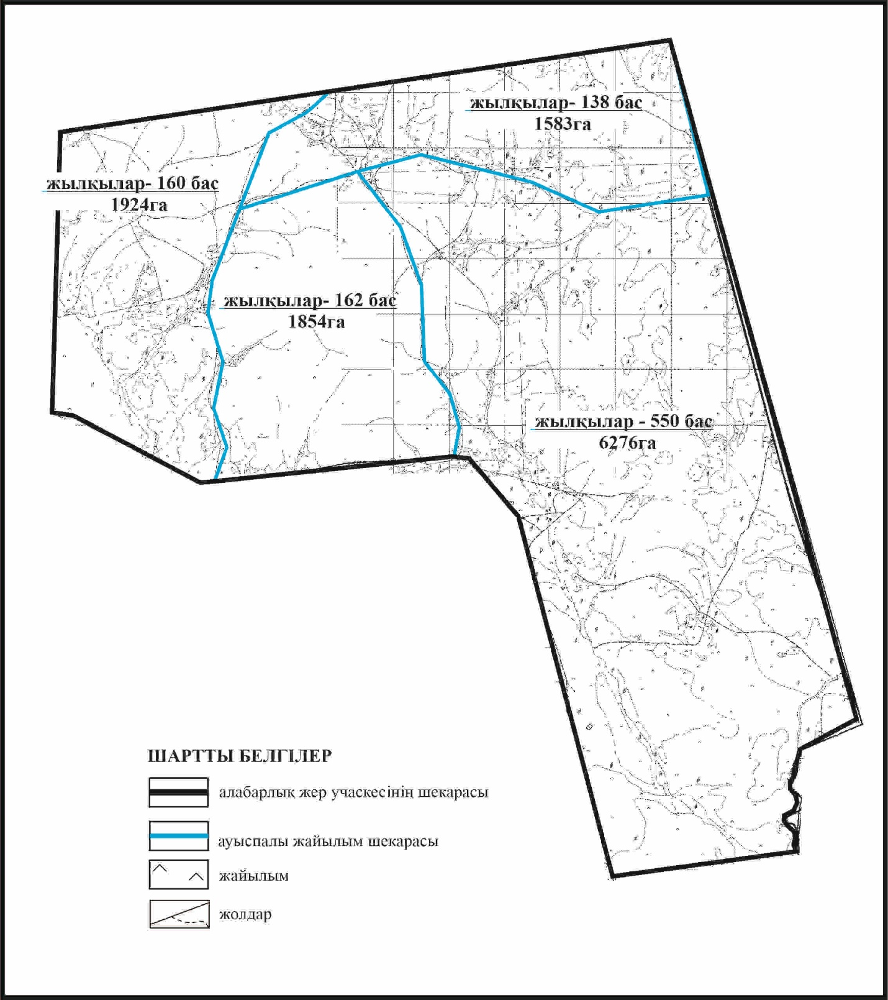 жылқылар- 138 бас
1583га
жылқылар- 160 бас
1924га
жылқылар- 162 бас
1854га
жылқылар - 550 бас
6276га
ШАРТТЫ БЕЛГІЛЕР
алабарлық жер учаскесінің шекарасы
ауыспалы жайылым шекарасы
жайылым
жолдар